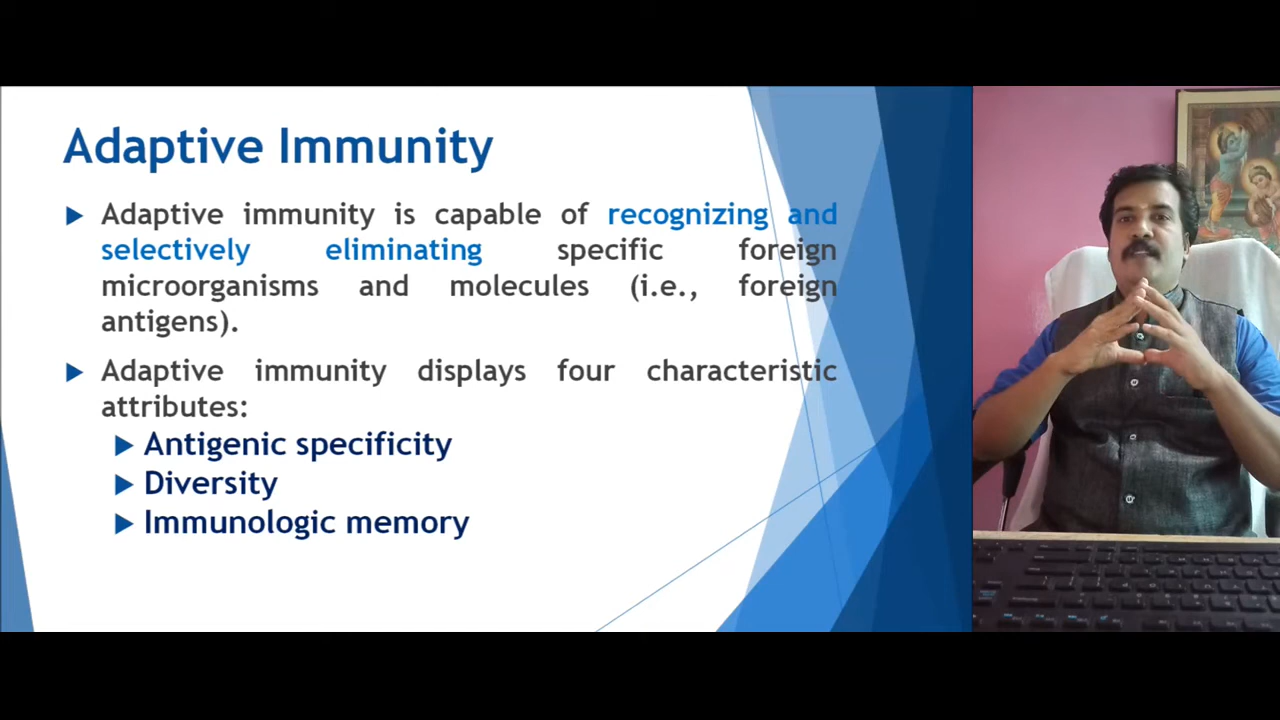 Adaptive Immunity
Adaptive immunity is capable of recognizing and
selectively eliminating specific foreign
microorganisms and molecules (i.e., foreign
antigens).
Adaptive immunity displays four characteristic
attributes:
Antigenic specificity
Diversity
Immunologic memory